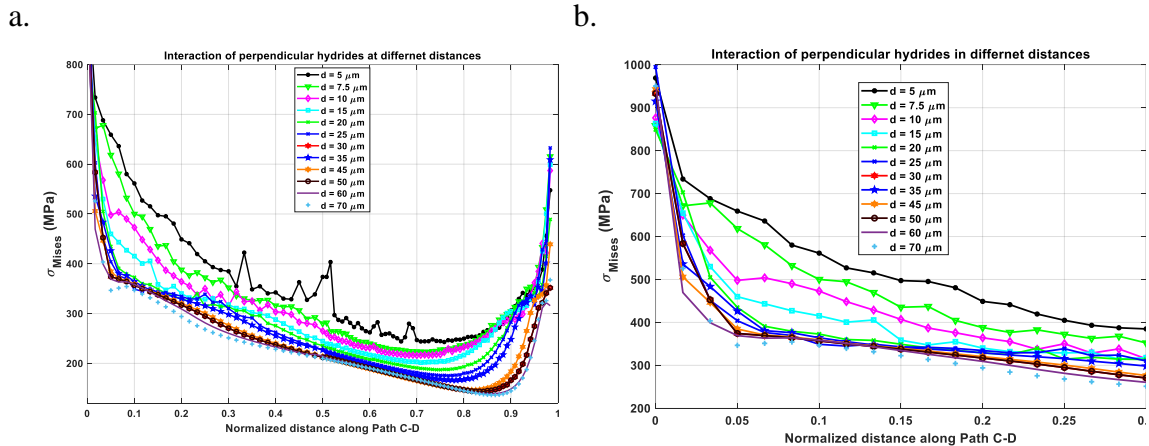 a.
b.
Interaction of perpendicular hydrides at differnet distances
800
700
600
500
400
300
200
σMises (MPa)
0 0.1 0.2 0.3 0.4 0.5 0.6 0.7 0.8 0.9 1
Normalized distance along Path C-D
d = 5 μm
d = 7.5 μm
d = 10 μm
d = 15 μm
d = 20 μm
d = 25 μm
d = 30 μm
d = 35 μm
d = 45 μm
d = 50 μm
d = 60 μm
d = 70 μm
Interaction of perpendicular hydrides in differnet distances
1000
900
800
700
600
500
400
300
200
σMises (MPa)
0 0.05 0.1 0.15 0.2 0.25 0.3
Normalized distance along Path C-D
d = 5 μm
d = 7.5 μm
d = 10 μm
d = 15 μm
d = 20 μm
d = 25 μm
d = 30 μm
d = 35 μm
d = 45 μm
d = 50 μm
d = 60 μm
d = 70 μm